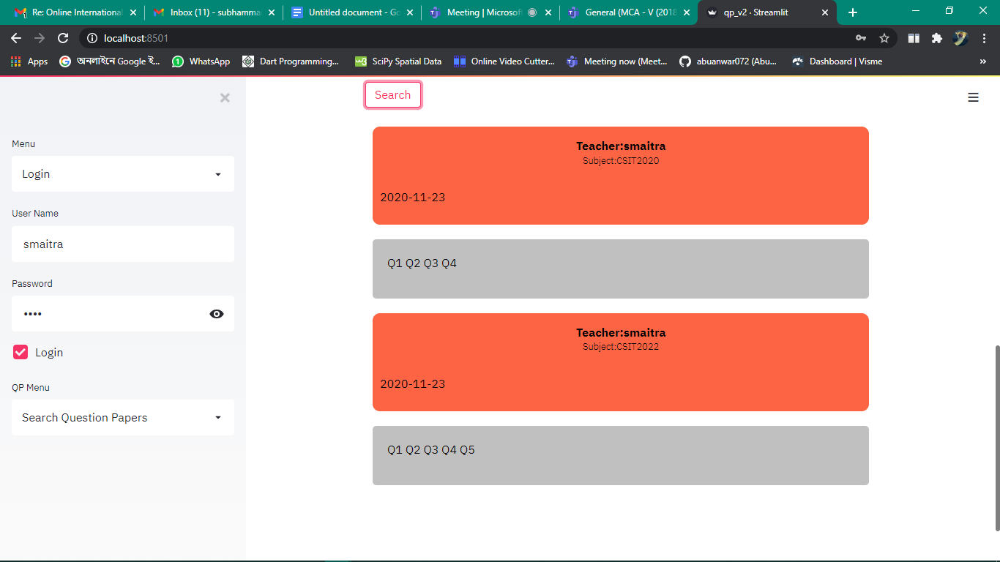 Re: Online International
Inbox (11) - subhamma
Untitled document - Go
Meeting | Microsoft
General (MCA - V (2018
qp_v2 · Streamlit
localhost:8501
Apps
অনলাইনে Google ই...
WhatsApp
Dart Programming...
SciPy Spatial Data
Online Video Cutter...
Meeting now (Meet...
abuanwar072 (Abu...
Dashboard | Visme
»
Menu
Login
User Name
smaitra
Password
••••
Login
QP Menu
Search Question Papers
Search
Teacher:smaitra
Subject:CSIT2020
2020-11-23
Q1 Q2 Q3 Q4
Teacher:smaitra
Subject:CSIT2022
2020-11-23
Q1 Q2 Q3 Q4 Q5